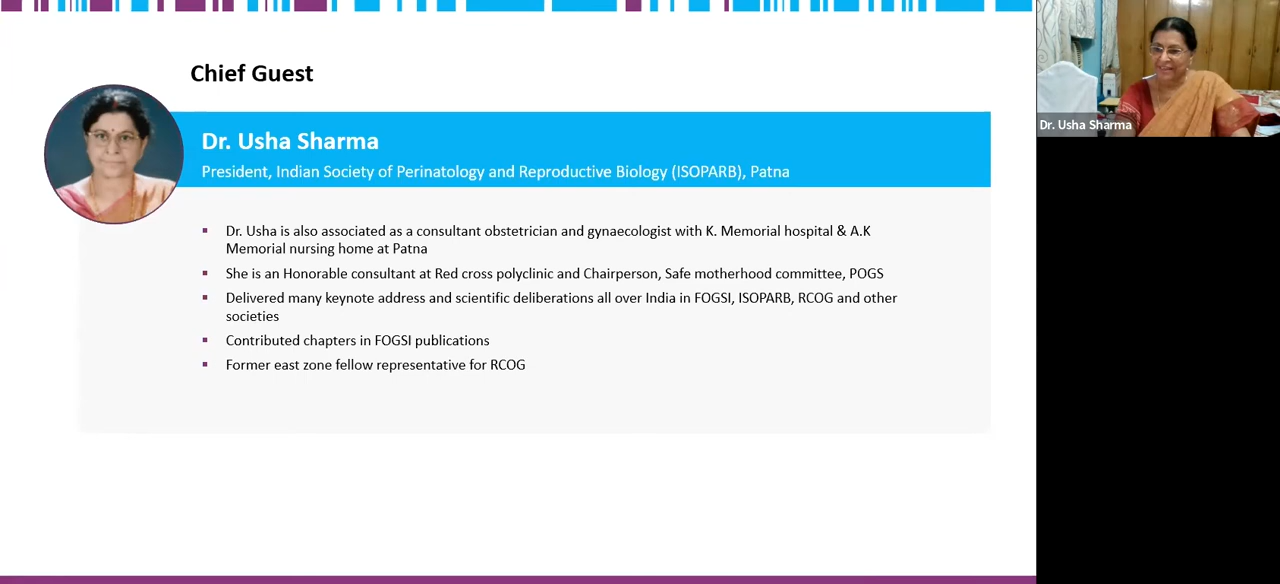 Chief Guest
Dr. Usha Sharma
President, Indian Society of Perinatology and Reproductive Biology (ISOPARB), Patna
▪ Dr. Usha is also associated as a consultant obstetrician and gynaecologist with K. Memorial hospital & A.K
Memorial nursing home at Patna
▪ She is an Honorable consultant at Red cross polyclinic and Chairperson, Safe motherhood committee, POGS
▪ Delivered many keynote address and scientific deliberations all over India in FOGSI, ISOPARB, RCOG and other
societies
▪ Contributed chapters in FOGSI publications
▪ Former east zone fellow representative for RCOG
Dr. Usha Sharma